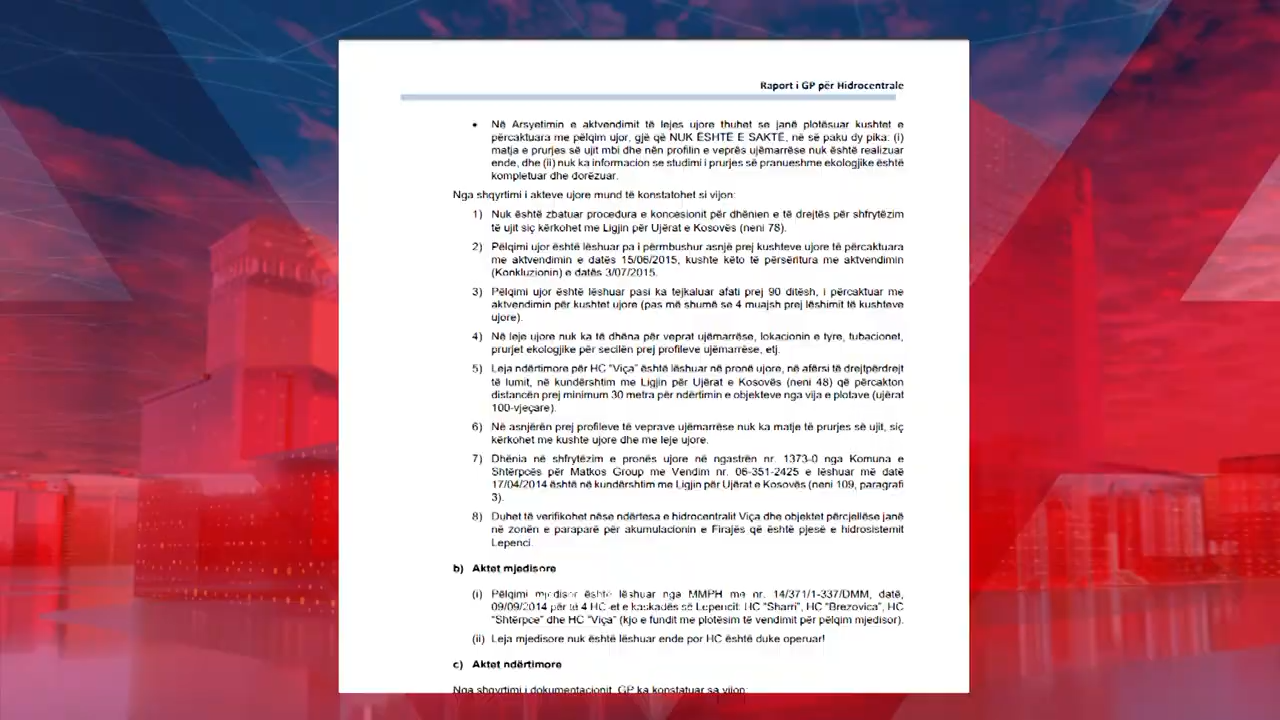 Raport i GP për Hidrocentrale
• Në Arsyetimin e aktvendimit të lejes ujore thuhet se janë plotësuar kushtet e
përcaktuara me pëlqim ujor, gjë që NUK ËSHTË E SAKTË, në së paku dy pika: (i)
matja e prurjes së ujit mbi dhe nën profilin e veprës ujëmarrëse nuk është realizuar
ende, dhe (ii) nuk ka informacion se studimi i prurjes së pranueshme ekologjike është
kompletuar dhe dorëzuar.
Nga shqyrtimi i akteve ujore mund të konstatohet si vijon:
1) Nuk është zbatuar procedura e koncesionit për dhënien e të drejtës për shfrytëzim
të ujit siç kërkohet me Ligjin për Ujërat e Kosovës (neni 78).
2) Pëlqimi ujor është lëshuar pa i përmbushur asnjë prej kushteve ujore të përcaktuara
me aktvendimin e datës 15/06/2015, kushte këto të përsëritura me aktvendimin
(Konkluzionin) e datës 3/07/2015.
3) Pëlqimi ujor është lëshuar pasi ka tejkaluar afati prej 90 ditësh, i përcaktuar me
aktvendimin për kushtet ujore (pas më shumë se 4 muajsh prej lëshimit të kushteve
ujore).
4) Në leje ujore nuk ka të dhëna për veprat ujëmarrëse, lokacionin e tyre, tubacionet,
prurjet ekologjike për secilën prej profileve ujëmarrëse, etj.
5) Leja ndërtimore për HC "Viça" është lëshuar në pronë ujore, në afërsi të drejtpërdrejt
të lumit, në kundërshtim me Ligjin për Ujërat e Kosovës (neni 48) që përcakton
distancën prej minimum 30 metra për ndërtimin e objekteve nga vija e plotave (ujërat
100-vjeçare).
6) Në asnjërën prej profileve të veprave ujëmarrëse nuk ka matje të prurjes së ujit, siç
kërkohet me kushte ujore dhe me leje ujore.
7) Dhënia në shfrytëzim e pronës ujore në ngastrën nr. 1373-0 nga Komuna e
Shtërpcës për Matkos Group me Vendim nr. 06-351-2425 e lëshuar më datë
17/04/2014 është në kundërshtim me Ligjin për Ujërat e Kosovës (neni 109, paragrafi
3).
8) Duhet të verifikohet nëse ndërtesa e hidrocentralit Viça dhe objektet përcjellëse janë
në zonën e paraparë për akumulacionin e Firajës që është pjesë e hidrosistemit
Lepenci.
b) Aktet mjedisore
(i) Pëlqimi mjedisor është lëshuar nga MMPH me nr. 14/371/1-337/DMM, datë,
09/09/2014 për të 4 HC-et e kaskadës së Lepencit: HC "Sharri", HC "Brezovica", HC
"Shtërpce" dhe HC "Viça" (kjo e fundit me plotësim të vendimit për pëlqim mjedisor).
(ii) Leja mjedisore nuk është lëshuar ende por HC është duke operuar!
c) Aktet ndërtimore
Nga shqyrtimi i dokumentacionit, GP ka konstatuar sa vijon: